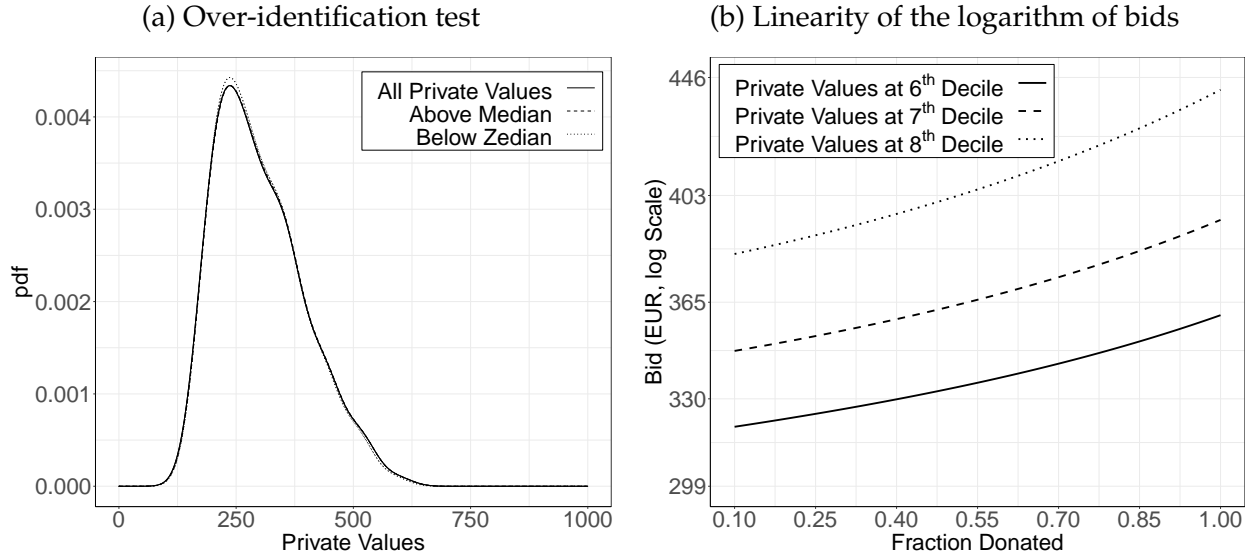 (a) Over-identification test
All Private Values
Above Median
Below Zedian
pdf
0.004
0.003
0.002
0.001
0.000
0
250
500
750
1000
Private Values
(b) Linearity of the logarithm of bids
Private Values at 6th Decile
Private Values at 7th Decile
Private Values at 8th Decile
Bid (EUR, log Scale)
446
403
365
330
299
0.10
0.25
0.40
0.55
0.70
0.85
1.00
Fraction Donated